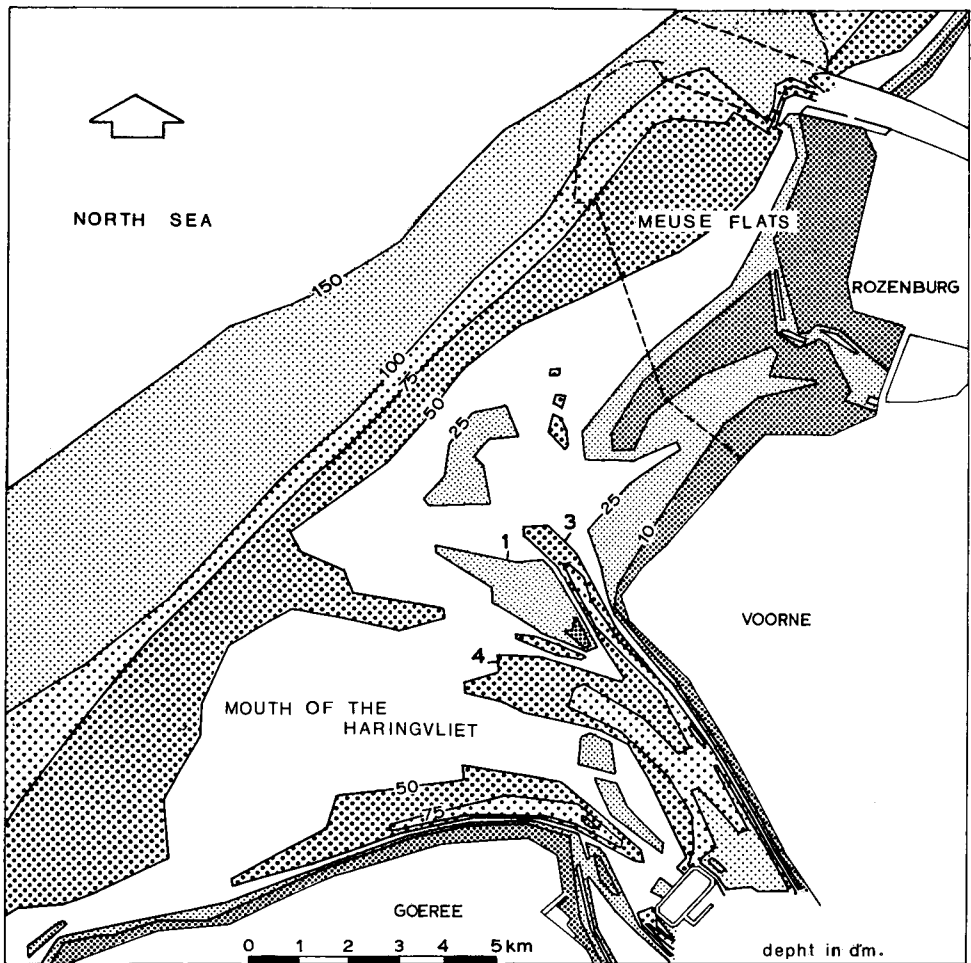 NORTH SEA
MEUSE FLATS
ROZENBURG
150
100
75
50
25
25
10
3
1
4
VOORNE
MOUTH OF THE
HARINGVLIET
50
75
GOEREE
0 1 2 3 4 5 km
depht in dm.